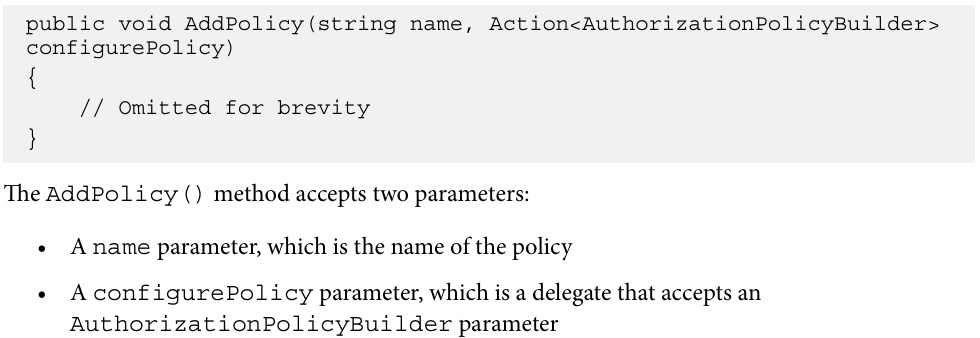 public void AddPolicy(string name, Action<AuthorizationPolicyBuilder>
configurePolicy)
{
    // Omitted for brevity
}
The AddPolicy() method accepts two parameters:
• A name parameter, which is the name of the policy
• A configurePolicy parameter, which is a delegate that accepts an
AuthorizationPolicyBuilder parameter